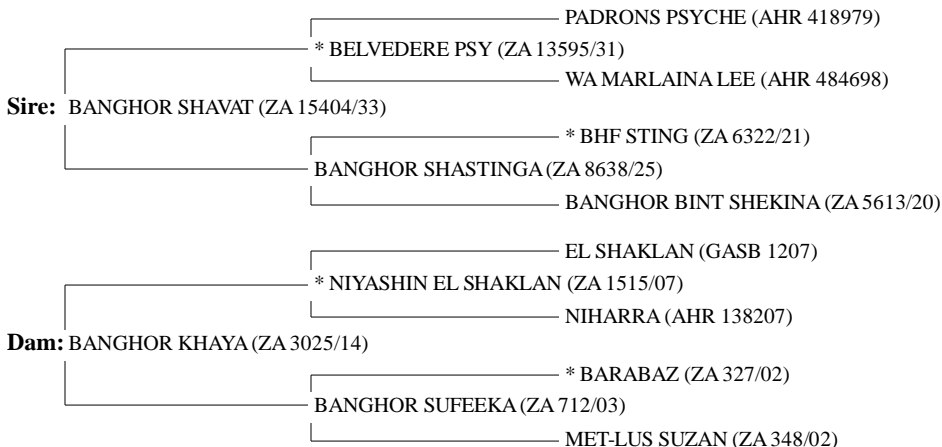 PADRONS PSYCHE (AHR 418979)
* BELVEDERE PSY (ZA 13595/31)
WA MARLAINA LEE (AHR 484698)
Sire: BANGHOR SHAVAT (ZA 15404/33)
* BHF STING (ZA 6322/21)
BANGHOR SHASTINGA (ZA 8638/25)
BANGHOR BINT SHEKINA (ZA 5613/20)
EL SHAKLAN (GASB 1207)
* NIYASHIN EL SHAKLAN (ZA 1515/07)
NIHARRA (AHR 138207)
Dam: BANGHOR KHAYA (ZA 3025/14)
* BARABAZ (ZA 327/02)
BANGHOR SUFEEKA (ZA 712/03)
MET-LUS SUZAN (ZA 348/02)